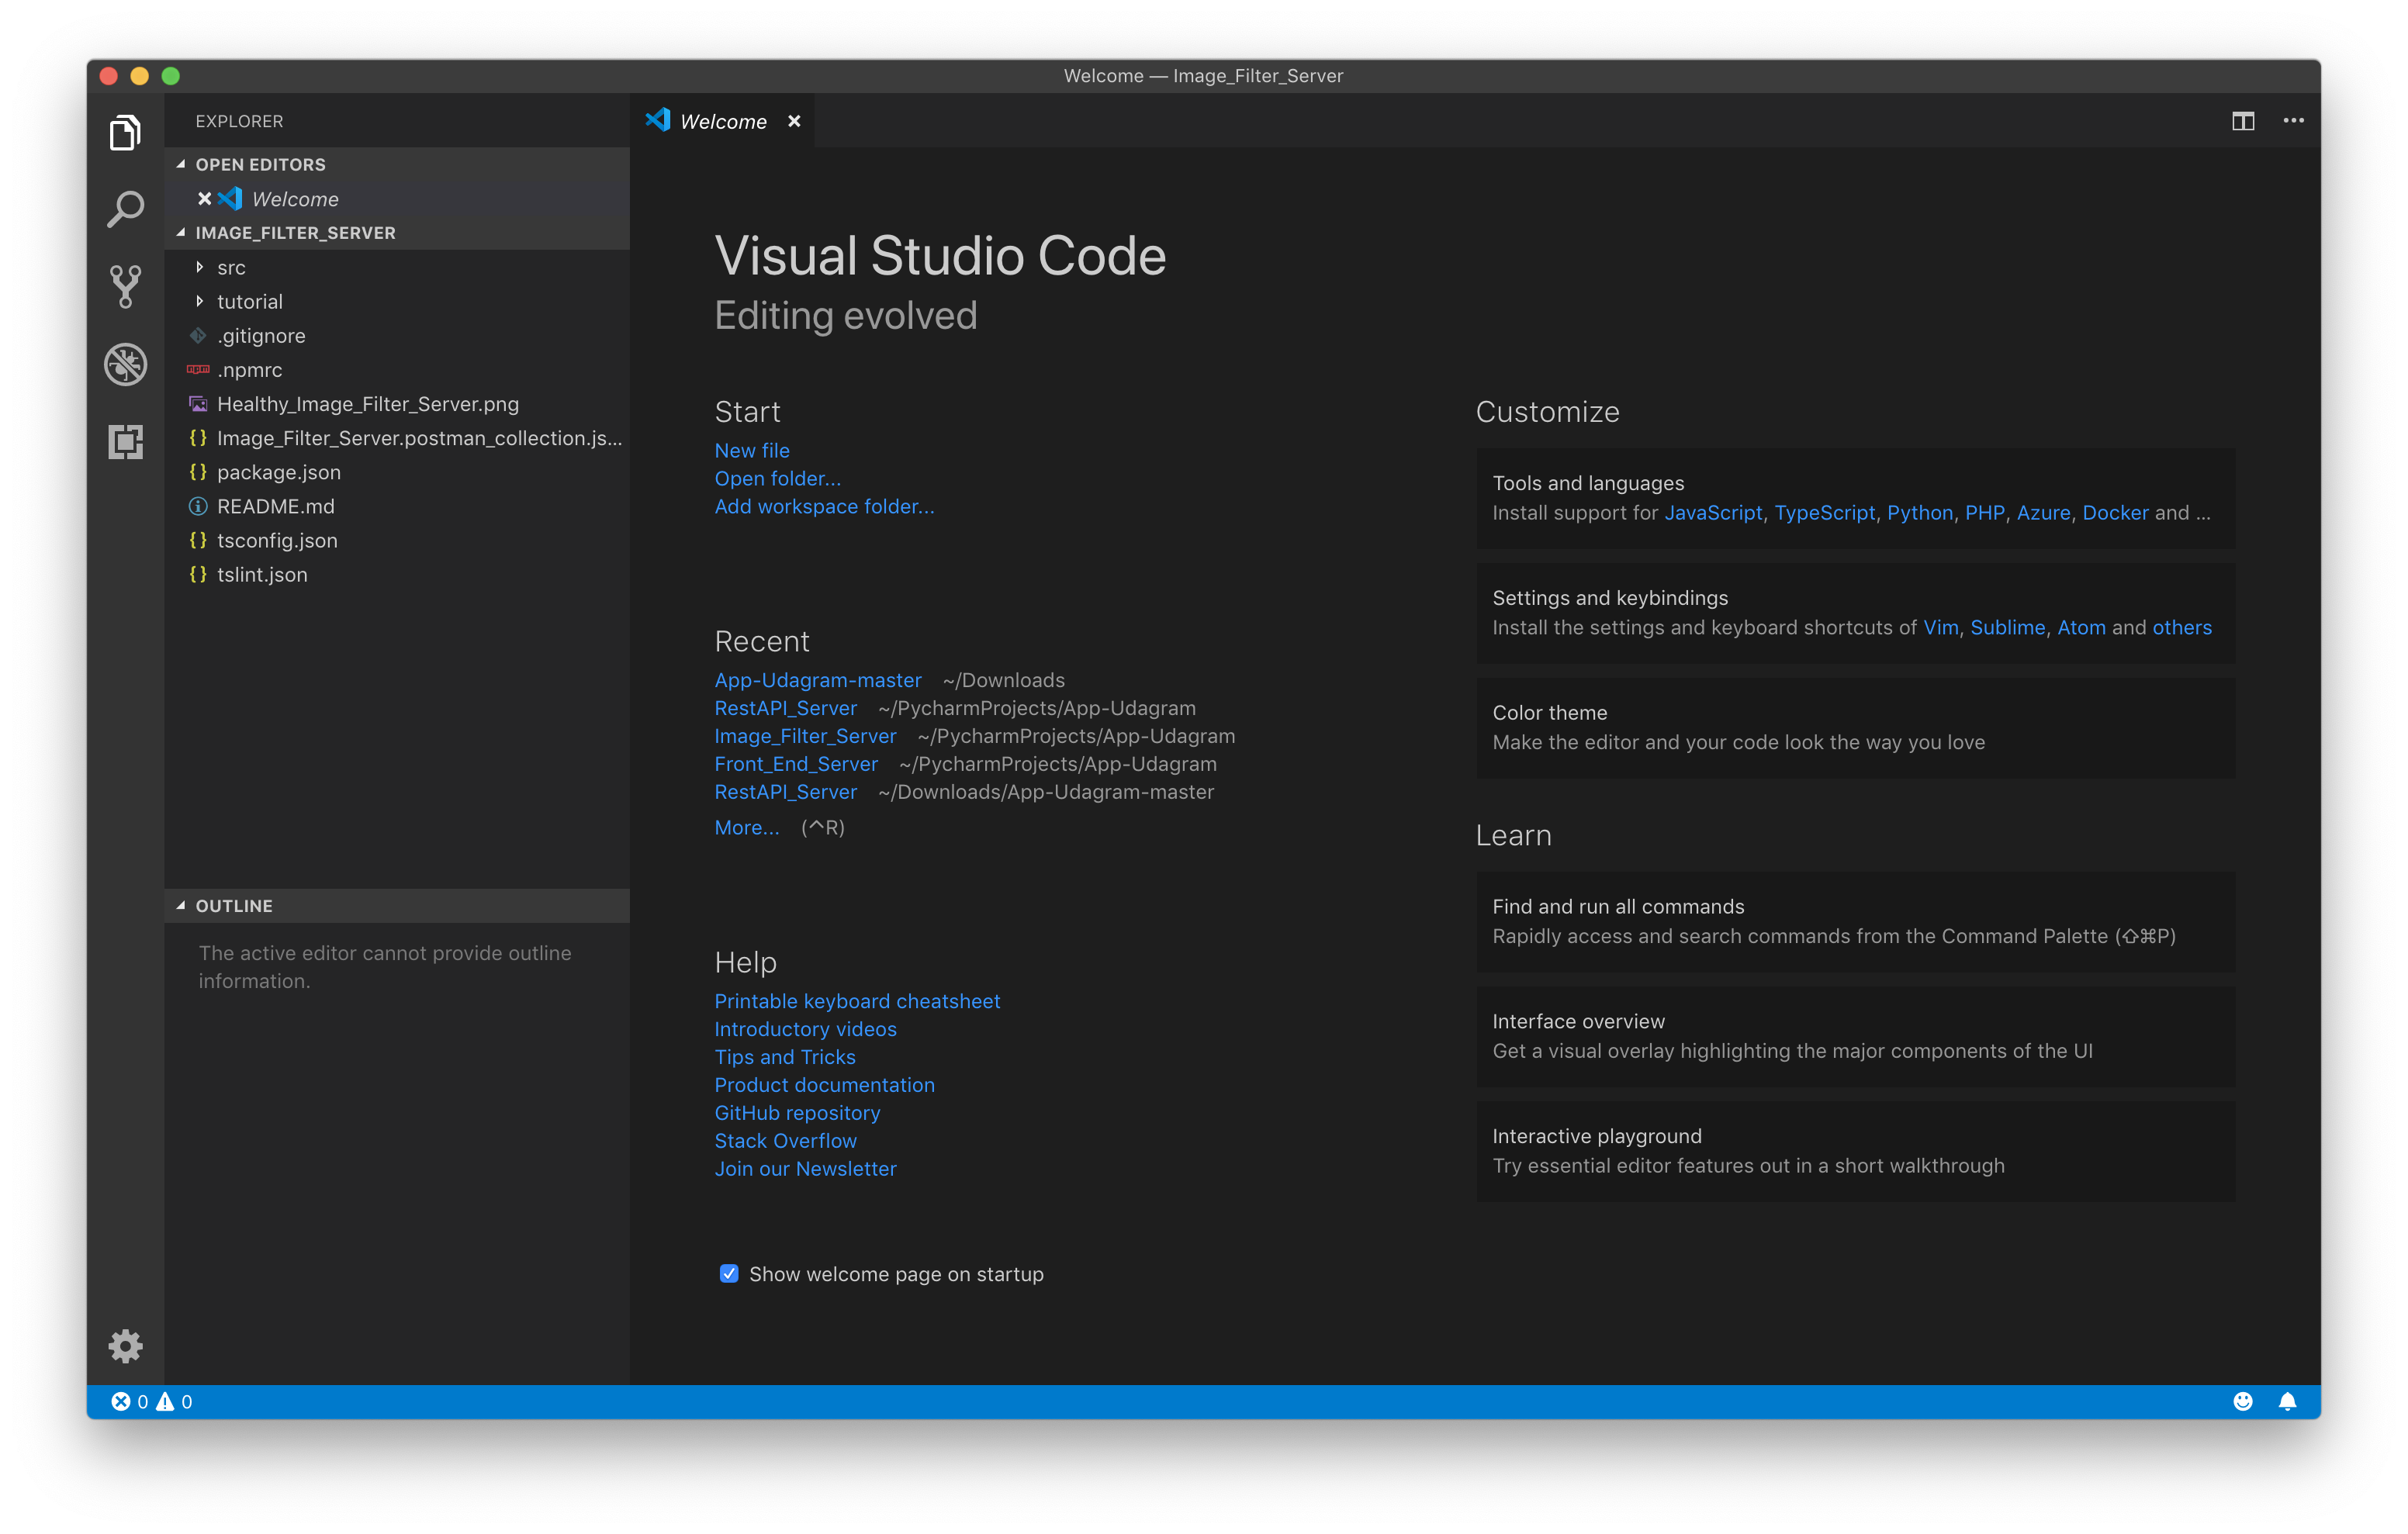 Welcome — Image_Filter_Server
EXPLORER
OPEN EDITORS
Welcome
IMAGE_FILTER_SERVER
src
tutorial
.gitignore
.npmrc
Healthy_Image_Filter_Server.png
Image_Filter_Server.postman_collection.js...
package.json
README.md
tsconfig.json
tslint.json
OUTLINE
The active editor cannot provide outline
information.
Welcome
Visual Studio Code
Editing evolved
Start
New file
Open folder...
Add workspace folder...
Recent
App-Udagram-master ~/Downloads
RestAPI_Server ~/PycharmProjects/App-Udagram
Image_Filter_Server ~/PycharmProjects/App-Udagram
Front_End_Server ~/PycharmProjects/App-Udagram
RestAPI_Server ~/Downloads/App-Udagram-master
More... (^R)
Help
Printable keyboard cheatsheet
Introductory videos
Tips and Tricks
Product documentation
GitHub repository
Stack Overflow
Join our Newsletter
Show welcome page on startup
Customize
Tools and languages
Install support for JavaScript, TypeScript, Python, PHP, Azure, Docker and ...
Settings and keybindings
Install the settings and keyboard shortcuts of Vim, Sublime, Atom and others
Color theme
Make the editor and your code look the way you love
Learn
Find and run all commands
Rapidly access and search commands from the Command Palette (⇧⌘P)
Interface overview
Get a visual overlay highlighting the major components of the UI
Interactive playground
Try essential editor features out in a short walkthrough
0 0